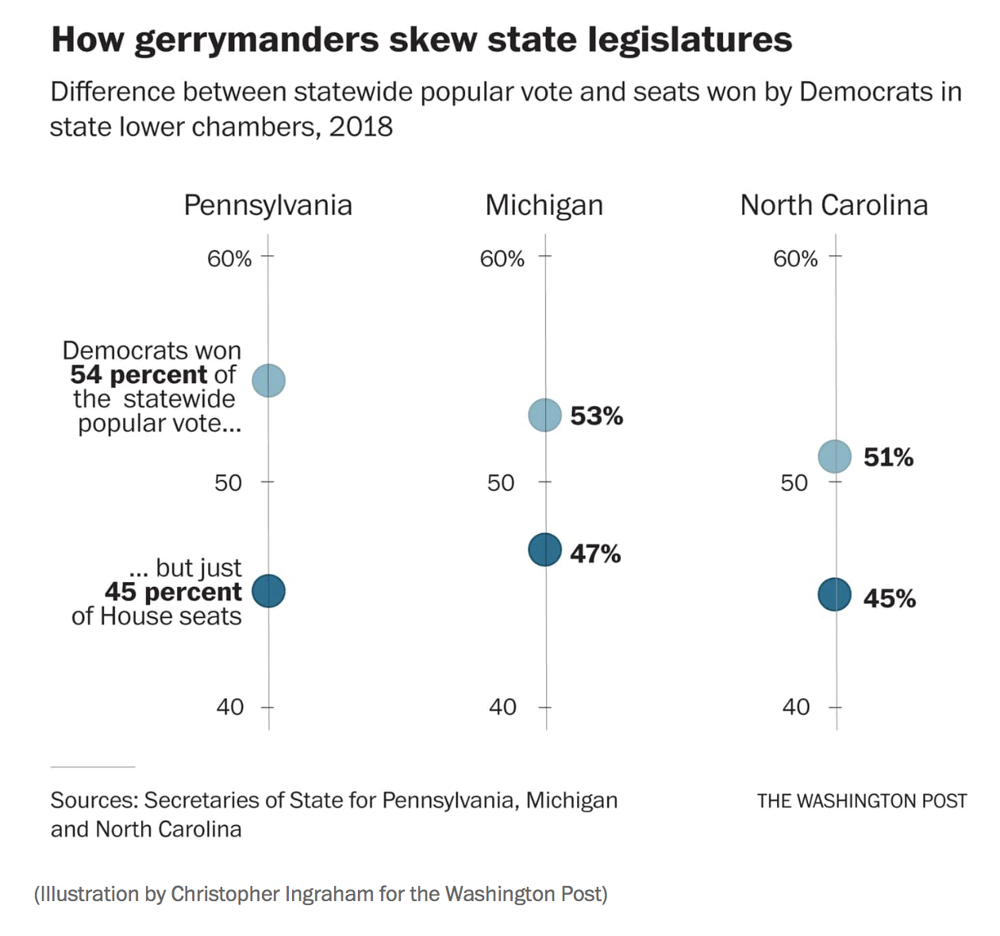 How gerrymanders skew state legislatures
Difference between statewide popular vote and seats won by Democrats in
state lower chambers, 2018
Pennsylvania
60%
Democrats won
54 percent of
the statewide
popular vote...
50
... but just
45 percent
of House seats
40
Michigan
60%
53%
50
47%
40
North Carolina
60%
51%
50
45%
40
Sources: Secretaries of State for Pennsylvania, Michigan
and North Carolina
THE WASHINGTON POST
(Illustration by Christopher Ingraham for the Washington Post)